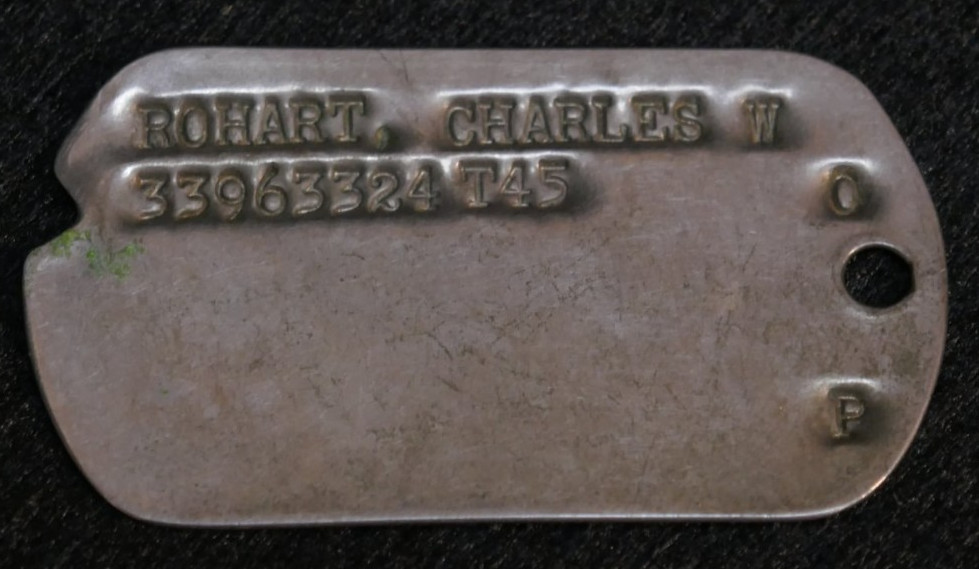 ROHART, CHARLES W
33963324 T45
O
P